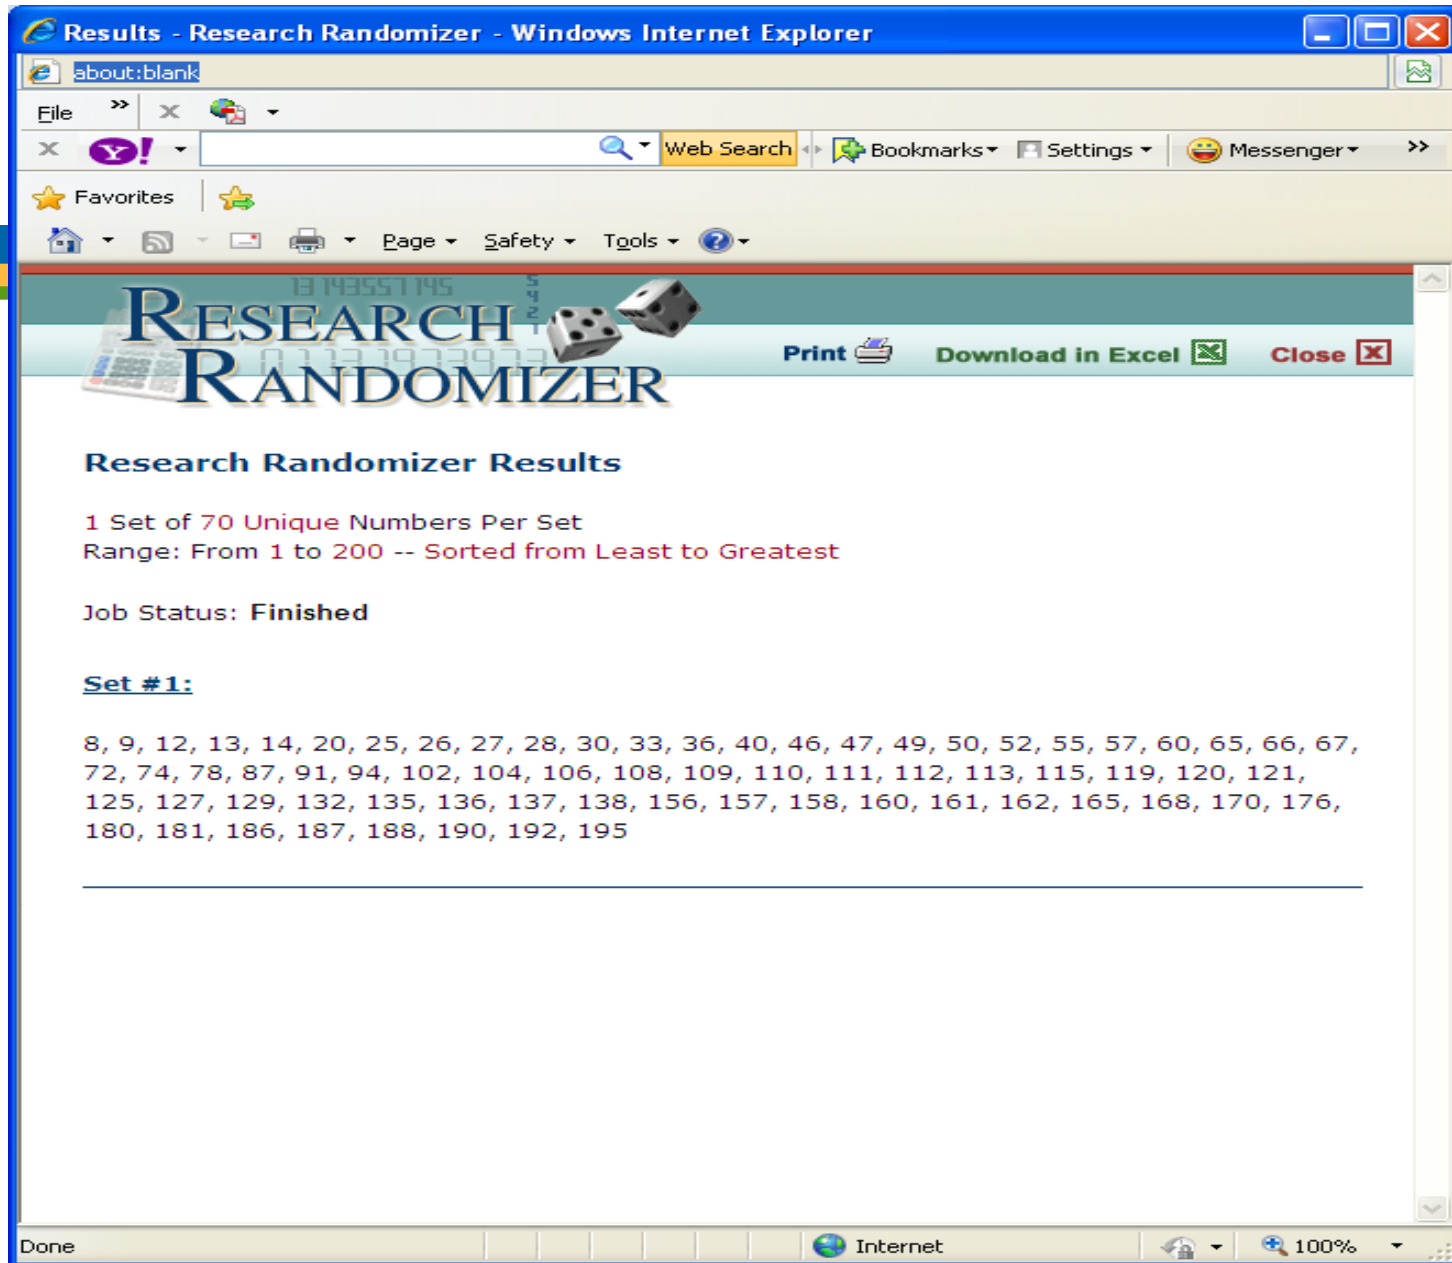 Results - Research Randomizer - Windows Internet Explorer
about:blank
File »
Y! Web Search Bookmarks Settings Messenger »
Favorites
Page Safety Tools
RESEARCH
RANDOMIZER
Print Download in Excel Close
Research Randomizer Results
1 Set of 70 Unique Numbers Per Set
Range: From 1 to 200 -- Sorted from Least to Greatest
Job Status: Finished
Set #1:
8, 9, 12, 13, 14, 20, 25, 26, 27, 28, 30, 33, 36, 40, 46, 47, 49, 50, 52, 55, 57, 60, 65, 66, 67,
72, 74, 78, 87, 91, 94, 102, 104, 106, 108, 109, 110, 111, 112, 113, 115, 119, 120, 121,
125, 127, 129, 132, 135, 136, 137, 138, 156, 157, 158, 160, 161, 162, 165, 168, 170, 176,
180, 181, 186, 187, 188, 190, 192, 195
Done Internet 100%